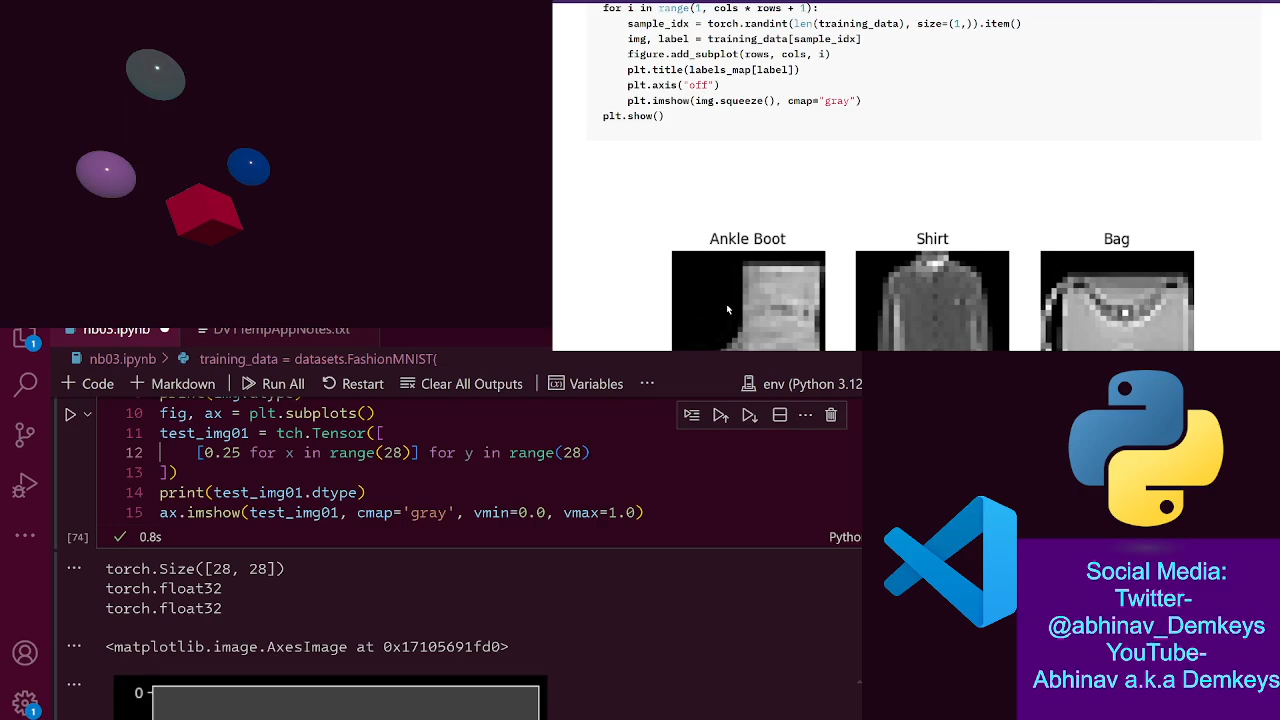 for i in range(1, cols * rows + 1):
sample_idx = torch.randint(len(training_data), size=(1,)).item()
img, label = training_data[sample_idx]
figure.add_subplot(rows, cols, i)
plt.title(labels_map[label])
plt.axis("off")
plt.imshow(img.squeeze(), cmap="gray")
plt.show()
Ankle Boot
Shirt
Bag
nb03.ipynb
DVTTempAppNotes.txt
nb03.ipynb > training_data = datasets.FashionMNIST(
+ Code + Markdown Run All Restart Clear All Outputs Variables ... env (Python 3.12
print(img.dtype)
10 fig, ax = plt.subplots()
11 test_img01 = tch.Tensor([
12 [0.25 for x in range(28)] for y in range(28)
13 ])
14 print(test_img01.dtype)
15 ax.imshow(test_img01, cmap='gray', vmin=0.0, vmax=1.0)
[74] 0.8s
torch.Size([28, 28])
torch.float32
torch.float32
<matplotlib.image.AxesImage at 0x17105691fd0>
0
1
1
Social Media:
Twitter-
@abhinav_Demkeys
YouTube-
Abhinav a.k.a Demkeys